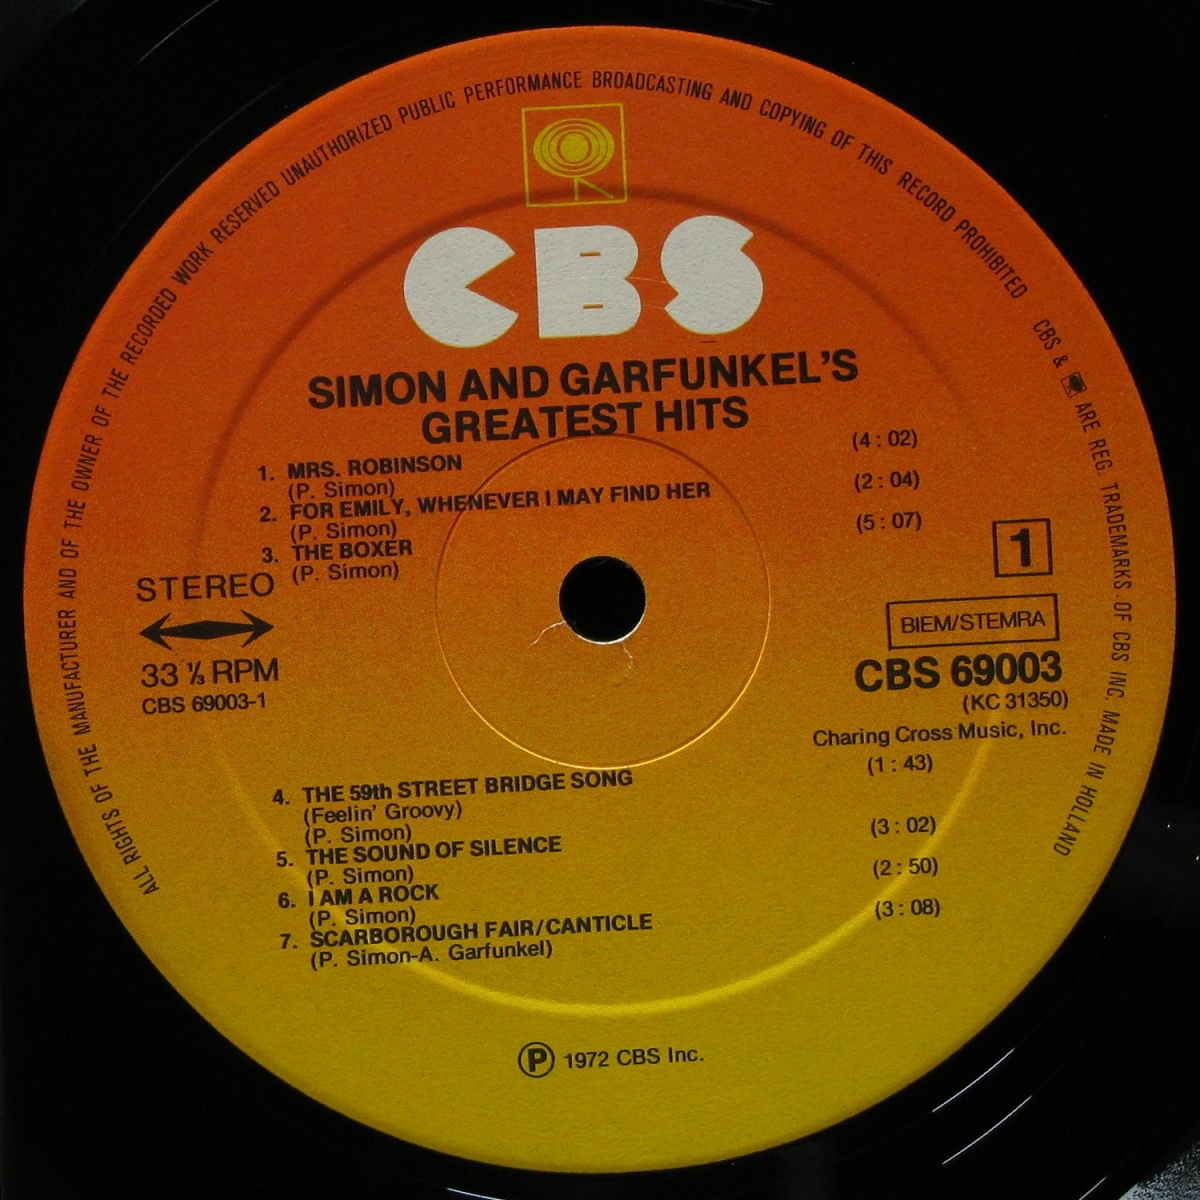 ALL RIGHTS OF THE MANUFACTURER AND OF THE OWNER OF THE RECORDED WORK RESERVED UNAUTHORIZED PUBLIC PERFORMANCE BROADCASTING AND COPYING OF THIS RECORD PROHIBITED CBS & ARE REG. TRADEMARKS OF CBS INC. MADE IN HOLLAND
CBS
SIMON AND GARFUNKEL'S
GREATEST HITS
1. MRS. ROBINSON (4 : 02)
(P. Simon)
2. FOR EMILY, WHENEVER I MAY FIND HER (2 : 04)
(P. Simon)
3. THE BOXER (5 : 07)
(P. Simon)
STEREO
33 ⅓ RPM
CBS 69003-1
1
BIEM/STEMRA
CBS 69003
(KC 31350)
Charing Cross Music, Inc.
4. THE 59th STREET BRIDGE SONG (1 : 43)
(Feelin' Groovy)
(P. Simon)
5. THE SOUND OF SILENCE (3 : 02)
(P. Simon)
6. I AM A ROCK (2 : 50)
(P. Simon)
7. SCARBOROUGH FAIR/CANTICLE (3 : 08)
(P. Simon-A. Garfunkel)
Ⓟ 1972 CBS Inc.